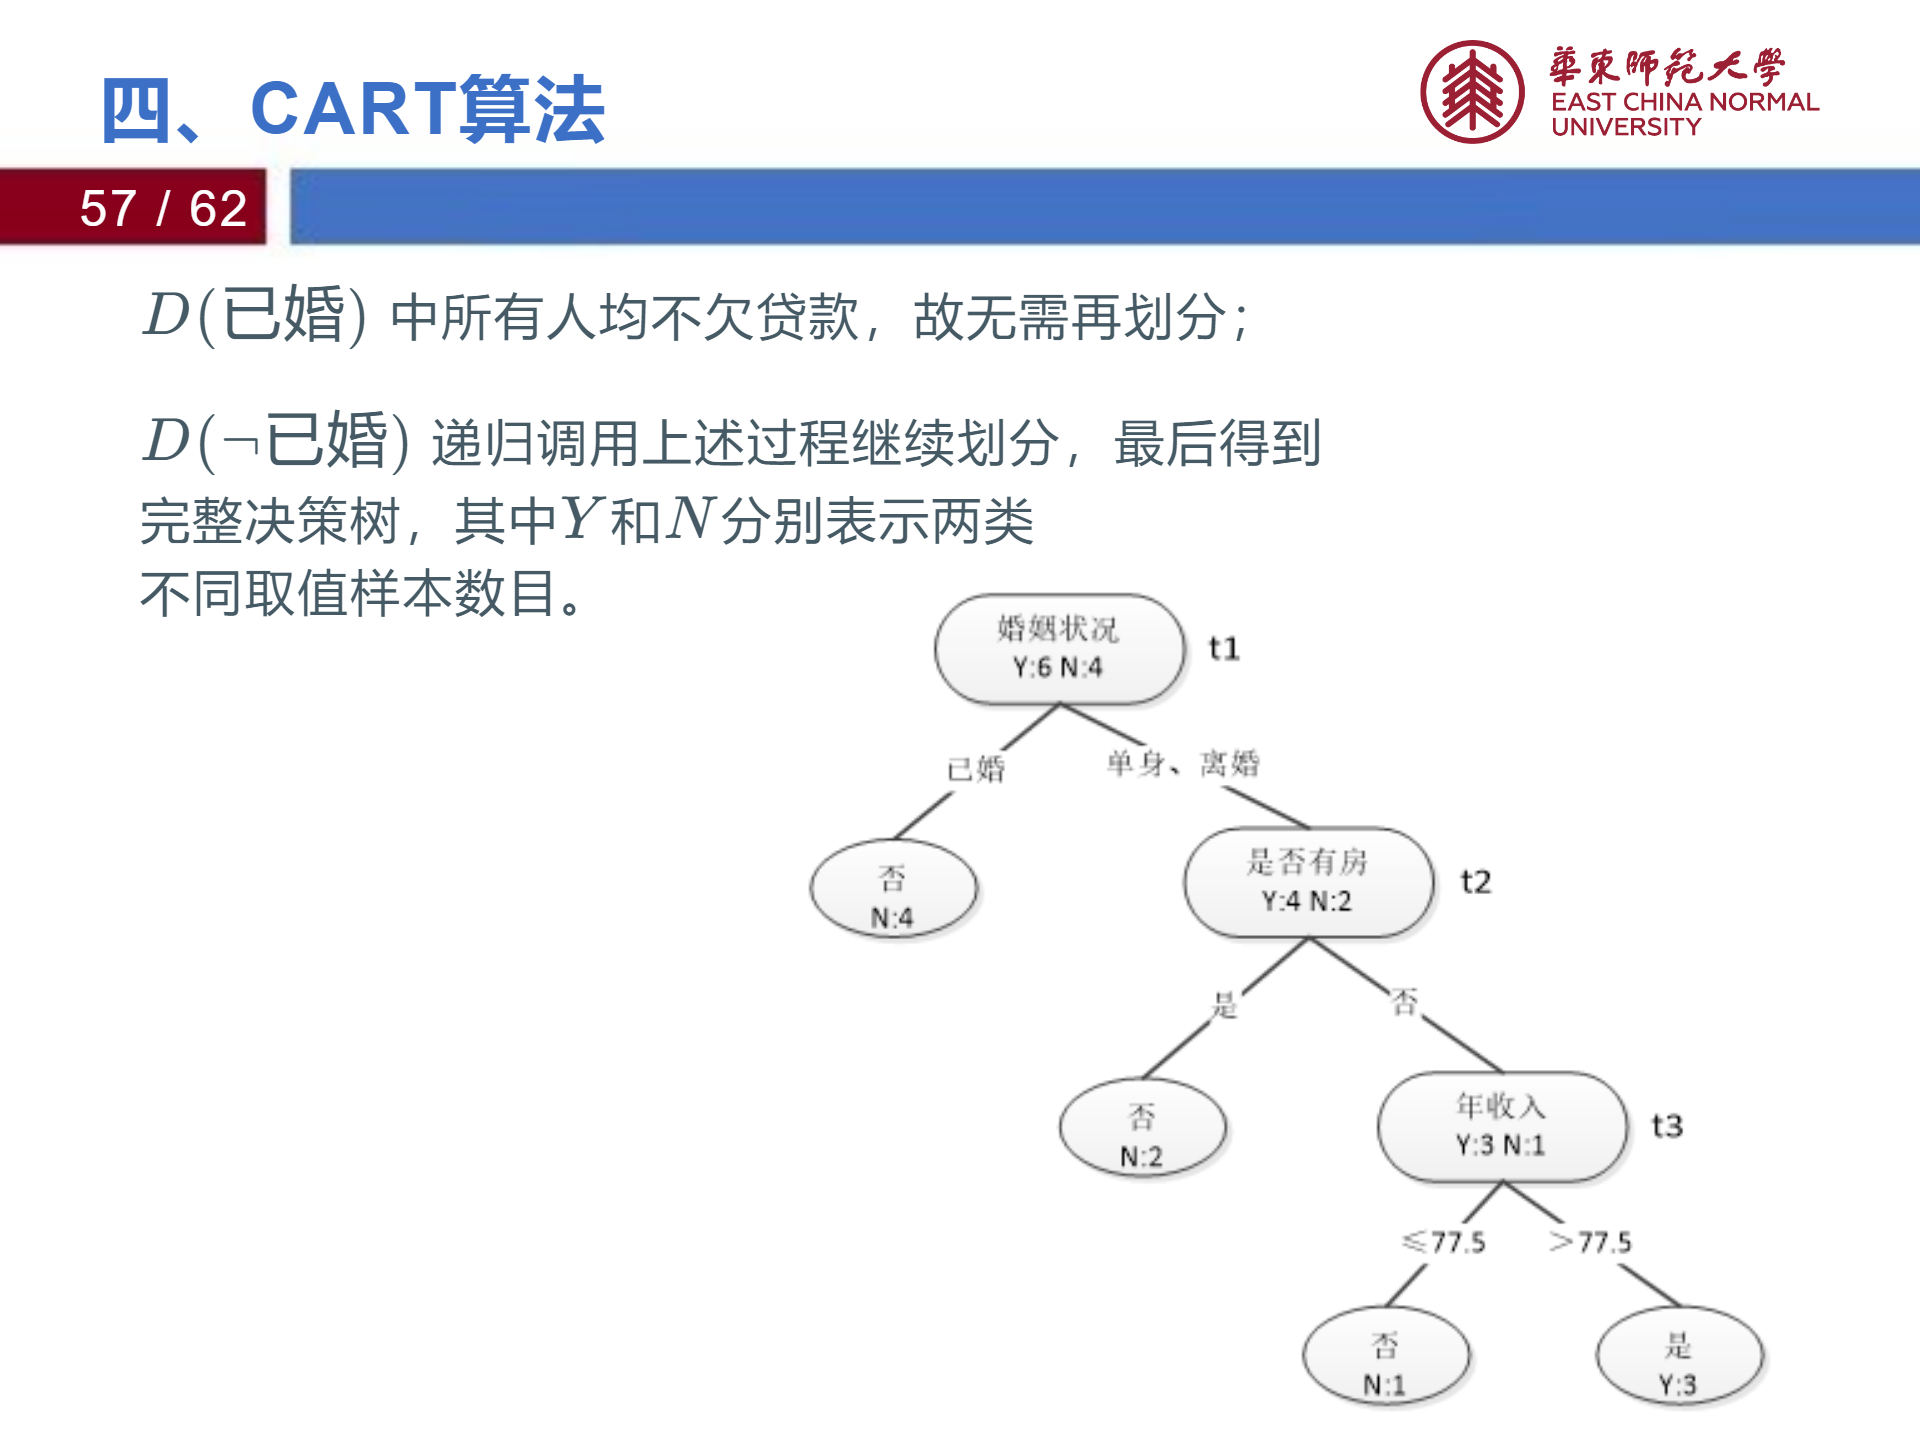 四、CART算法
華東師範大學
EAST CHINA NORMAL
UNIVERSITY
57 / 62
D(已婚) 中所有人均不欠贷款，故无需再划分；
D(¬已婚) 递归调用上述过程继续划分，最后得到
完整决策树，其中Y和N分别表示两类
不同取值样本数目。
婚姻状况
Y:6 N:4
t1
已婚
单身、离婚
否
N:4
是否有房
Y:4 N:2
t2
是
否
否
N:2
年收入
Y:3 N:1
t3
≤77.5
>77.5
否
N:1
是
Y:3